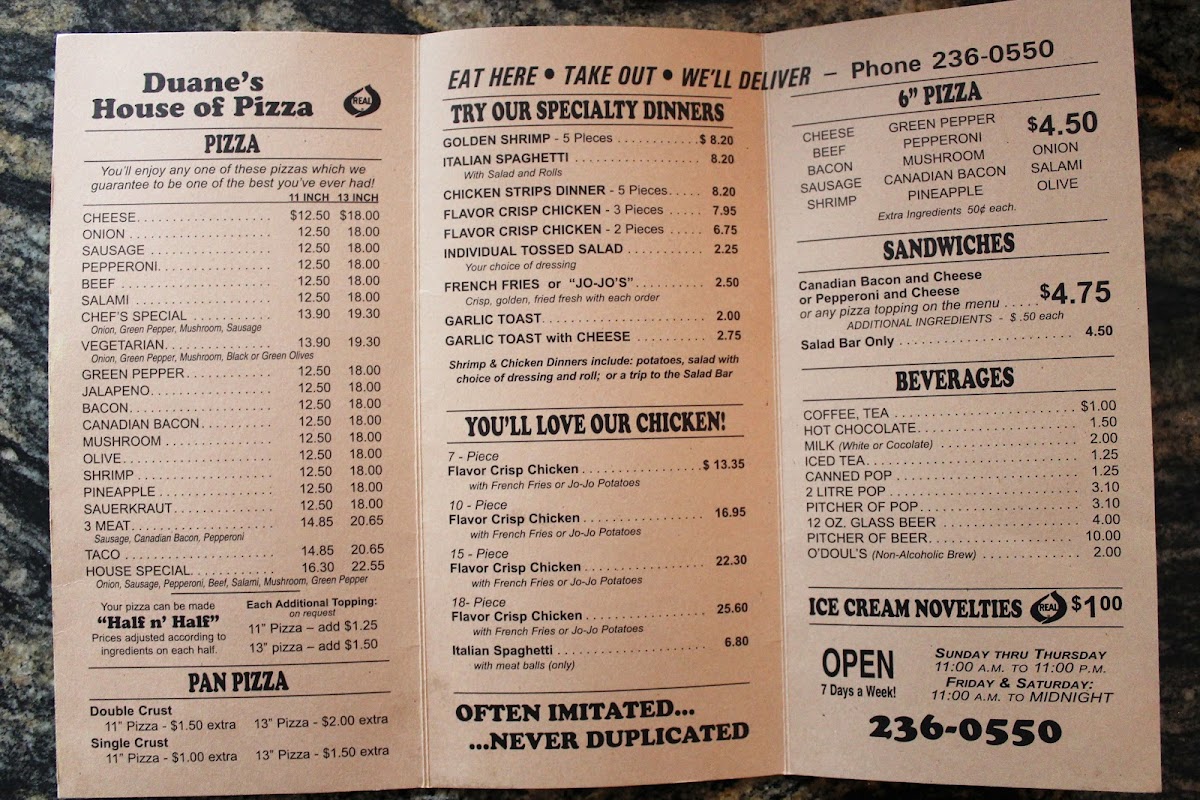 Duane's
House of Pizza
REAL
PIZZA
You'll enjoy any one of these pizzas which we
guarantee to be one of the best you've ever had!
11 INCH 13 INCH
CHEESE. . . . . . . . . . . . . . . . . . . . $12.50 $18.00
ONION . . . . . . . . . . . . . . . . . . . . 12.50 18.00
SAUSAGE . . . . . . . . . . . . . . . . . . 12.50 18.00
PEPPERONI. . . . . . . . . . . . . . . . . 12.50 18.00
BEEF . . . . . . . . . . . . . . . . . . . . . . 12.50 18.00
SALAMI . . . . . . . . . . . . . . . . . . . . 12.50 18.00
CHEF'S SPECIAL . . . . . . . . . . . . 13.90 19.30
Onion, Green Pepper, Mushroom, Sausage
VEGETARIAN. . . . . . . . . . . . . . . . 13.90 19.30
Onion, Green Pepper, Mushroom, Black or Green Olives
GREEN PEPPER. . . . . . . . . . . . . 12.50 18.00
JALAPENO. . . . . . . . . . . . . . . . . . 12.50 18.00
BACON. . . . . . . . . . . . . . . . . . . . . 12.50 18.00
CANADIAN BACON. . . . . . . . . . . 12.50 18.00
MUSHROOM . . . . . . . . . . . . . . . . 12.50 18.00
OLIVE. . . . . . . . . . . . . . . . . . . . . . 12.50 18.00
SHRIMP . . . . . . . . . . . . . . . . . . . . 12.50 18.00
PINEAPPLE . . . . . . . . . . . . . . . . . 12.50 18.00
SAUERKRAUT. . . . . . . . . . . . . . . 12.50 18.00
3 MEAT. . . . . . . . . . . . . . . . . . . . . 14.85 20.65
Sausage, Canadian Bacon, Pepperoni
TACO . . . . . . . . . . . . . . . . . . . . . . 14.85 20.65
HOUSE SPECIAL. . . . . . . . . . . . . 16.30 22.55
Onion, Sausage, Pepperoni, Beef, Salami, Mushroom, Green Pepper
Your pizza can be made
"Half n' Half"
Prices adjusted according to
ingredients on each half.
Each Additional Topping:
on request
11" Pizza – add $1.25
13" pizza – add $1.50
PAN PIZZA
Double Crust
11" Pizza - $1.50 extra 13" Pizza - $2.00 extra
Single Crust
11" Pizza - $1.00 extra 13" Pizza - $1.50 extra
EAT HERE • TAKE OUT • WE'LL DELIVER – Phone 236-0550
TRY OUR SPECIALTY DINNERS
GOLDEN SHRIMP - 5 PIeces . . . . . . . . . . . $ 8.20
ITALIAN SPAGHETTI . . . . . . . . . . . . . . . . . . 8.20
With Salad and Rolls
CHICKEN STRIPS DINNER - 5 Pieces. . . . . 8.20
FLAVOR CRISP CHICKEN - 3 Pieces . . . . . 7.95
FLAVOR CRISP CHICKEN - 2 Pieces . . . . . 6.75
INDIVIDUAL TOSSED SALAD . . . . . . . . . . . 2.25
Your choice of dressing
FRENCH FRIES or "JO-JO'S". . . . . . . . . . 2.50
Crisp, golden, fried fresh with each order
GARLIC TOAST. . . . . . . . . . . . . . . . . . . . . . 2.00
GARLIC TOAST with CHEESE . . . . . . . . . . 2.75
Shrimp & Chicken Dinners include: potatoes, salad with
choice of dressing and roll; or a trip to the Salad Bar
YOU'LL LOVE OUR CHICKEN!
7 - Piece
Flavor Crisp Chicken . . . . . . . . . . . . . . . . . $ 13.35
with French Fries or Jo-Jo Potatoes
10 - Piece
Flavor Crisp Chicken . . . . . . . . . . . . . . . . . 16.95
with French Fries or Jo-Jo Potatoes
15 - Piece
Flavor Crisp Chicken . . . . . . . . . . . . . . . . . 22.30
with French Fries or Jo-Jo Potatoes
18- Piece
Flavor Crisp Chicken . . . . . . . . . . . . . . . . . 25.60
with French Fries or Jo-Jo Potatoes
Italian Spaghetti . . . . . . . . . . . . . . . . . . . . . 6.80
with meat balls (only)
OFTEN IMITATED...
...NEVER DUPLICATED
6" PIZZA
CHEESE GREEN PEPPER $4.50
BEEF PEPPERONI ONION
BACON MUSHROOM SALAMI
SAUSAGE CANADIAN BACON OLIVE
SHRIMP PINEAPPLE
Extra Ingredients 50¢ each.
SANDWICHES
Canadian Bacon and Cheese
or Pepperoni and Cheese
or any pizza topping on the menu . . . . . $4.75
ADDITIONAL INGREDIENTS - $ .50 each
Salad Bar Only . . . . . . . . . . . . . . . . . . . . . 4.50
BEVERAGES
COFFEE, TEA . . . . . . . . . . . . . . . . . . . . . . $1.00
HOT CHOCOLATE. . . . . . . . . . . . . . . . . . . 1.50
MILK (White or Cocolate) . . . . . . . . . . . . . . . 2.00
ICED TEA. . . . . . . . . . . . . . . . . . . . . . . . . . 1.25
CANNED POP . . . . . . . . . . . . . . . . . . . . . . 1.25
2 LITRE POP . . . . . . . . . . . . . . . . . . . . . . . 3.10
PITCHER OF POP. . . . . . . . . . . . . . . . . . . 3.10
12 OZ. GLASS BEER . . . . . . . . . . . . . . . . 4.00
PITCHER OF BEER. . . . . . . . . . . . . . . . . . 10.00
O'DOUL'S (Non-Alcoholic Brew) . . . . . . . . . . . 2.00
ICE CREAM NOVELTIES REAL $1.00
OPEN
7 Days a Week!
SUNDAY THRU THURSDAY
11:00 A.M. TO 11:00 P.M.
FRIDAY & SATURDAY:
11:00 A.M. TO MIDNIGHT
236-0550